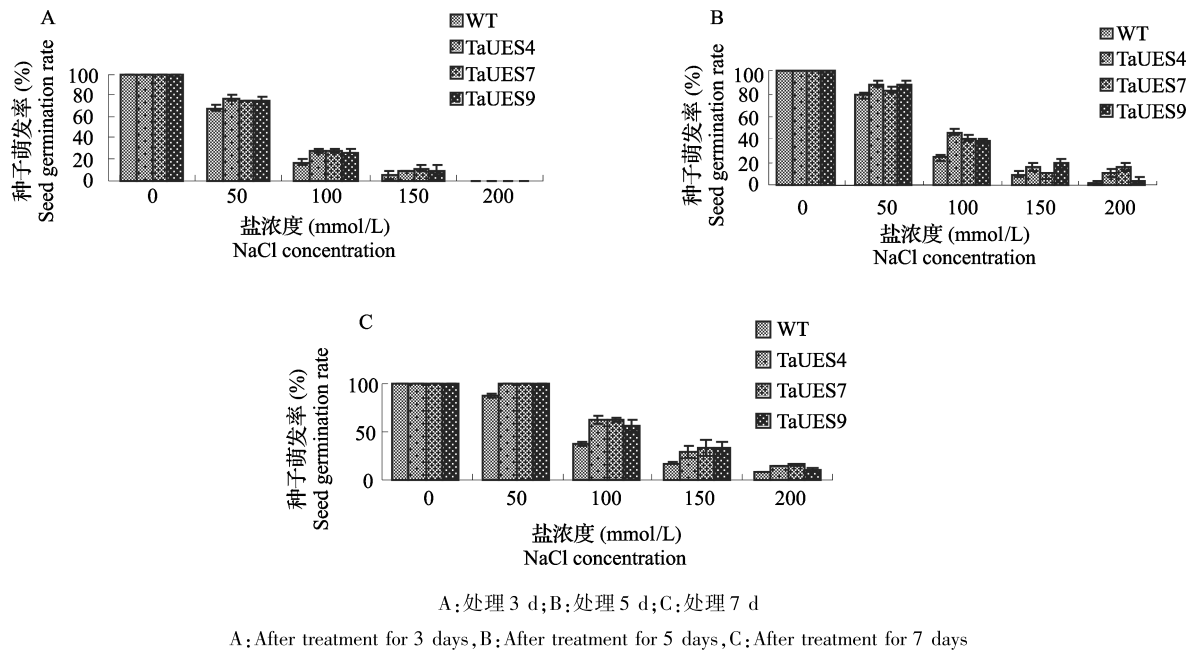 A
WT
TaUES4
TaUES7
TaUES9
种子萌发率 (%)
Seed germination rate
100
80
60
40
20
0
0 50 100 150 200
盐浓度 (mmol/L)
NaCl concentration
B
WT
TaUES4
TaUES7
TaUES9
种子萌发率 (%)
Seed germination rate
100
80
60
40
20
0
0 50 100 150 200
盐浓度 (mmol/L)
NaCl concentration
C
WT
TaUES4
TaUES7
TaUES9
种子萌发率 (%)
Seed germination rate
100
50
0
0 50 100 150 200
盐浓度 (mmol/L)
NaCl concentration
A:处理3 d;B:处理5 d;C:处理7 d
A:After treatment for 3 days,B:After treatment for 5 days,C:After treatment for 7 days